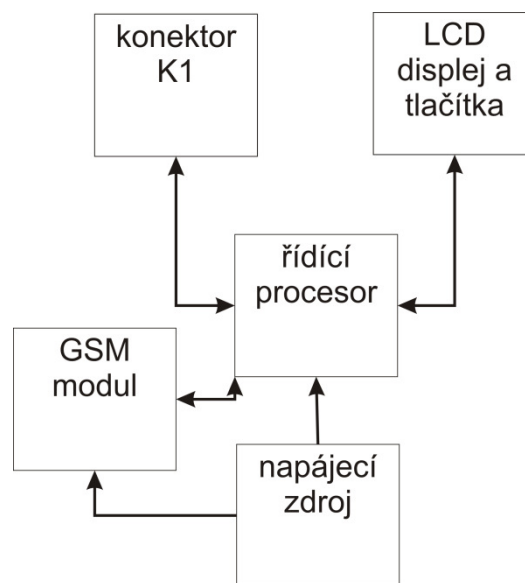 konektor
K1
LCD
displej a
tlačítka
řídící
procesor
GSM
modul
napájecí
zdroj